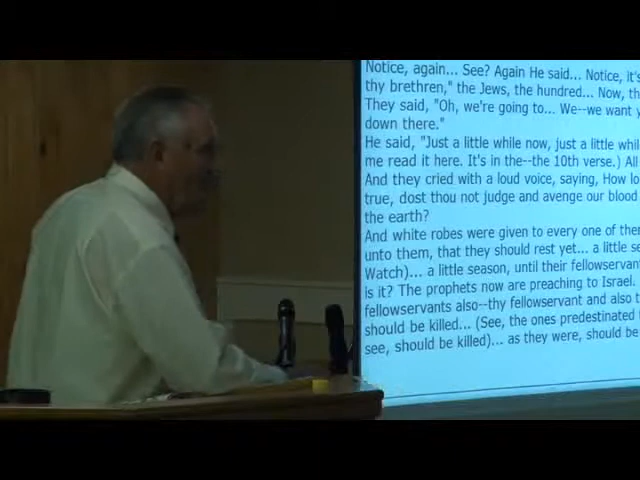 Notice, again... See? Again He said... Notice, it's
thy brethren," the Jews, the hundred... Now, th
They said, "Oh, we're going to... We--we want y
down there."
He said, "Just a little while now, just a little whil
me read it here. It's in the--the 10th verse.) All
And they cried with a loud voice, saying, How lo
true, dost thou not judge and avenge our blood
the earth?
And white robes were given to every one of ther
unto them, that they should rest yet... a little se
Watch)... a little season, until their fellowservant
is it? The prophets now are preaching to Israel.
fellowservants also--thy fellowservant and also t
should be killed... (See, the ones predestinated
see, should be killed)... as they were, should be